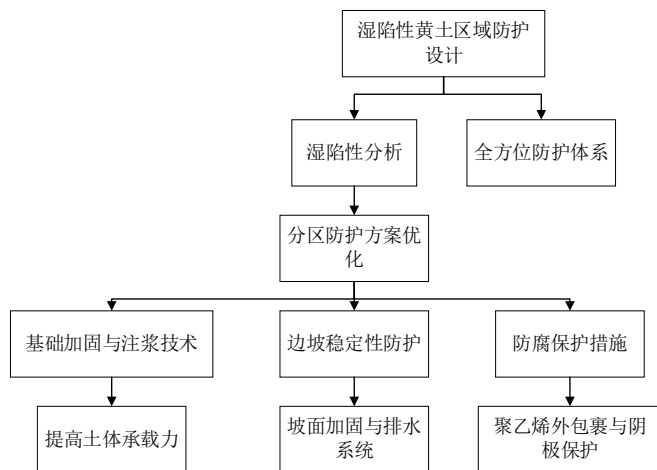 湿陷性黄土区域防护
设计
湿陷性分析
全方位防护体系
分区防护方案优
化
基础加固与注浆技术
边坡稳定性防护
防腐保护措施
提高土体承载力
坡面加固与排水
系统
聚乙烯外包裹与阴
极保护